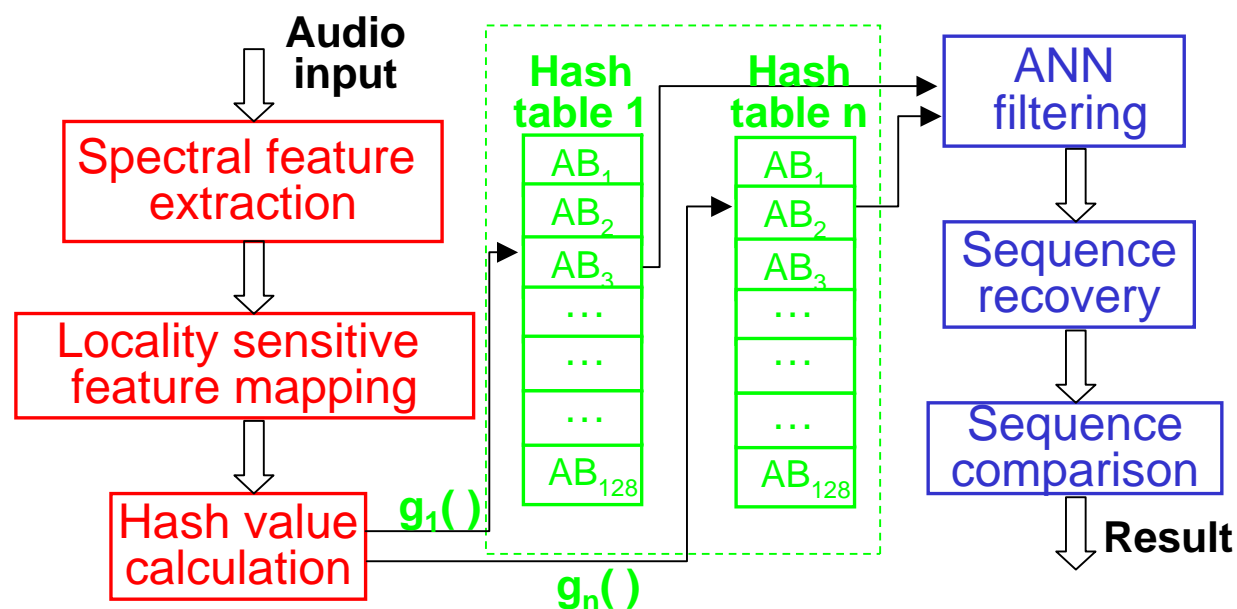 Audio
input
Spectral feature
extraction
Locality sensitive
feature mapping
Hash value
calculation
g₁( )
gₙ( )
Hash
table 1
AB₁
AB₂
AB₃
...
...
...
AB₁₂₈
Hash
table n
AB₁
AB₂
AB₃
...
...
...
AB₁₂₈
ANN
filtering
Sequence
recovery
Sequence
comparison
Result